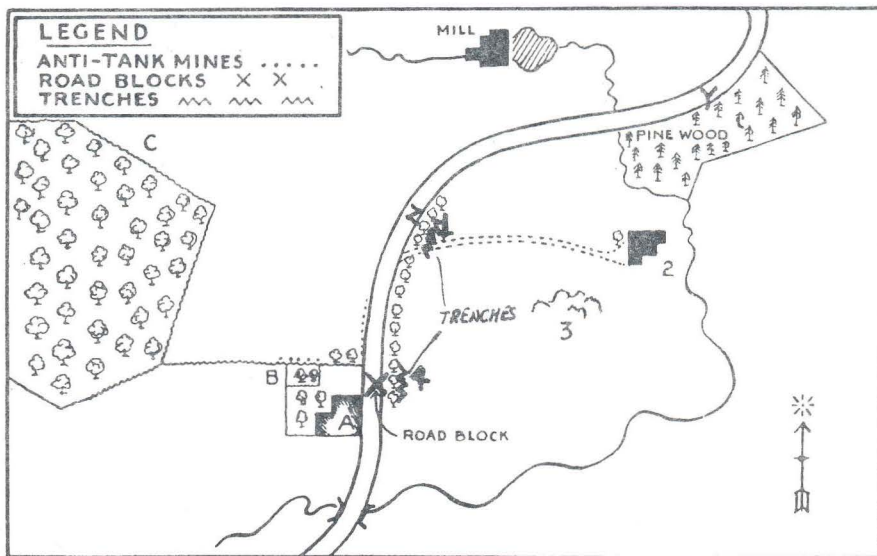 LEGEND
ANTI-TANK MINES .....
ROAD BLOCKS X X
TRENCHES
MILL
C
PINE WOOD
Y
Z
2
TRENCHES
3
B
X
A
ROAD BLOCK